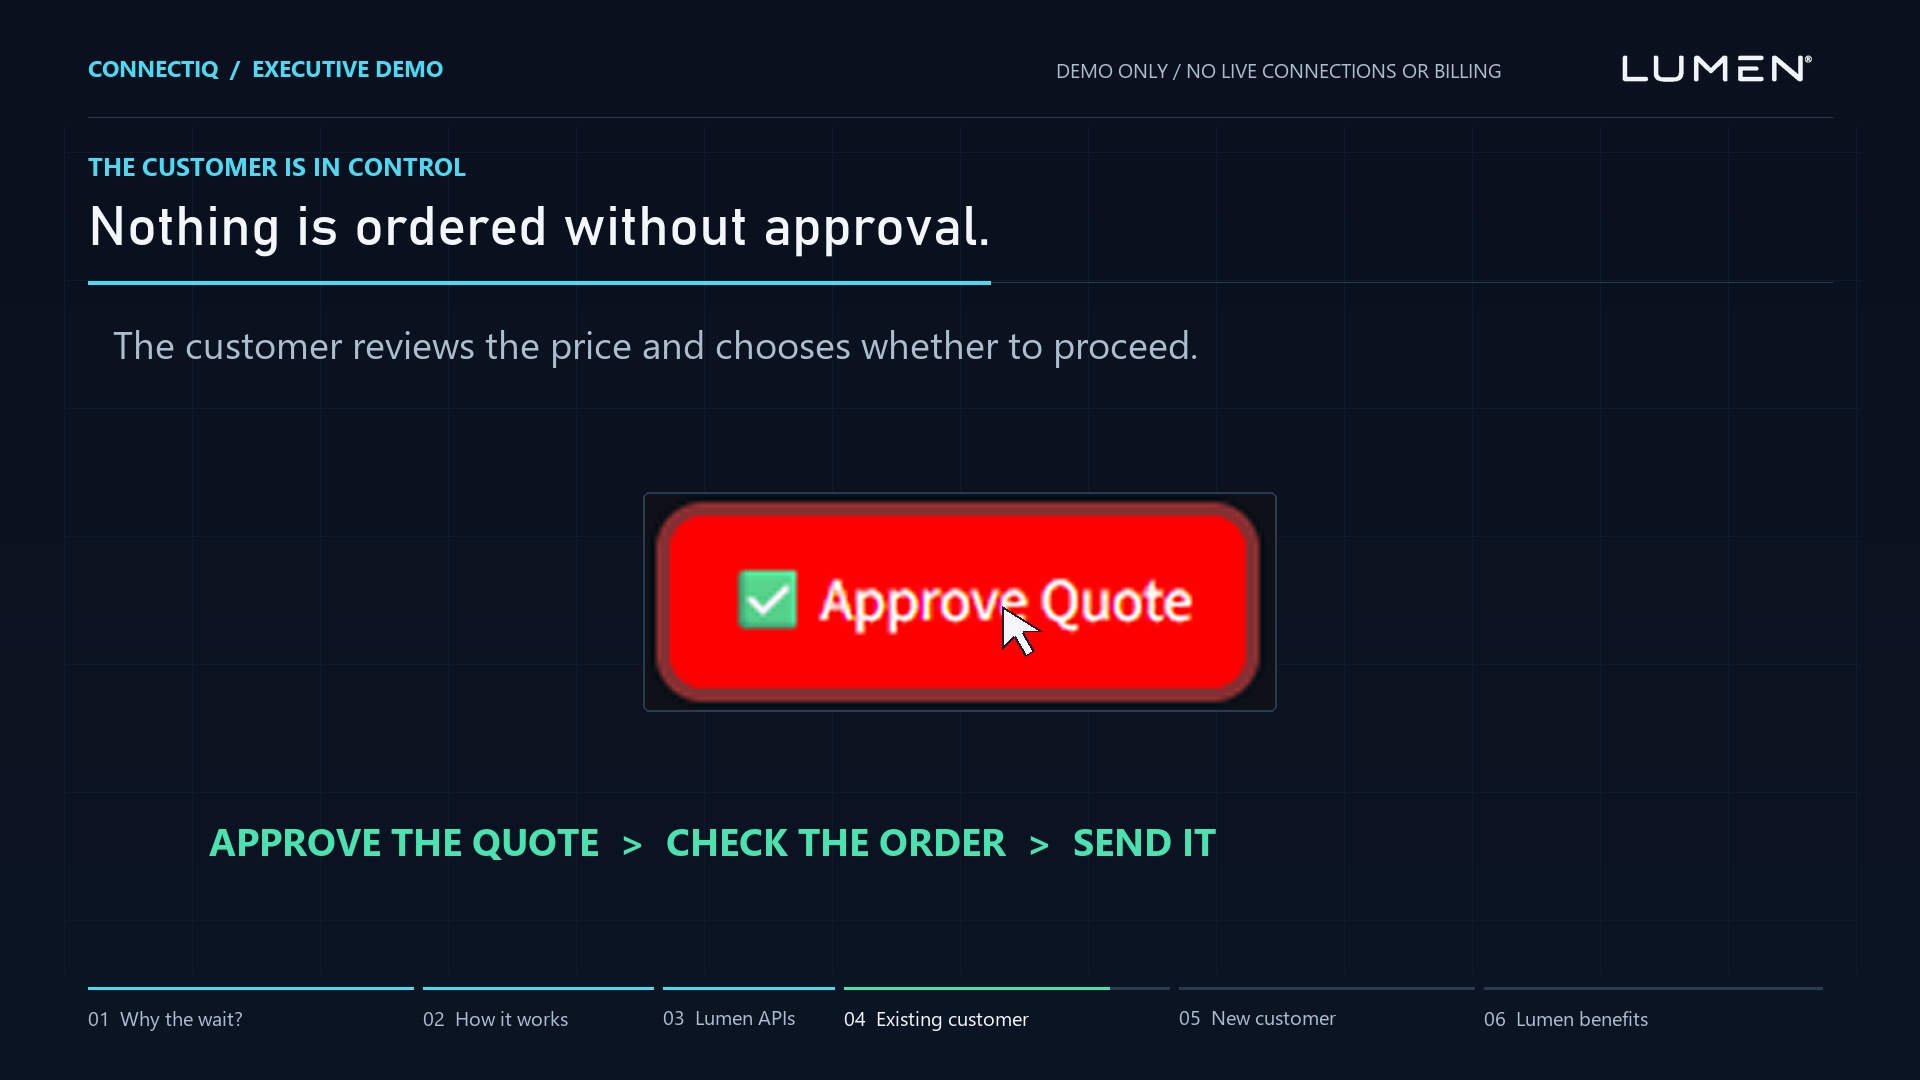 CONNECTIQ / EXECUTIVE DEMO
DEMO ONLY / NO LIVE CONNECTIONS OR BILLING
LUMEN®
THE CUSTOMER IS IN CONTROL
Nothing is ordered without approval.
The customer reviews the price and chooses whether to proceed.
✅ Approve Quote
APPROVE THE QUOTE > CHECK THE ORDER > SEND IT
01 Why the wait?
02 How it works
03 Lumen APIs
04 Existing customer
05 New customer
06 Lumen benefits